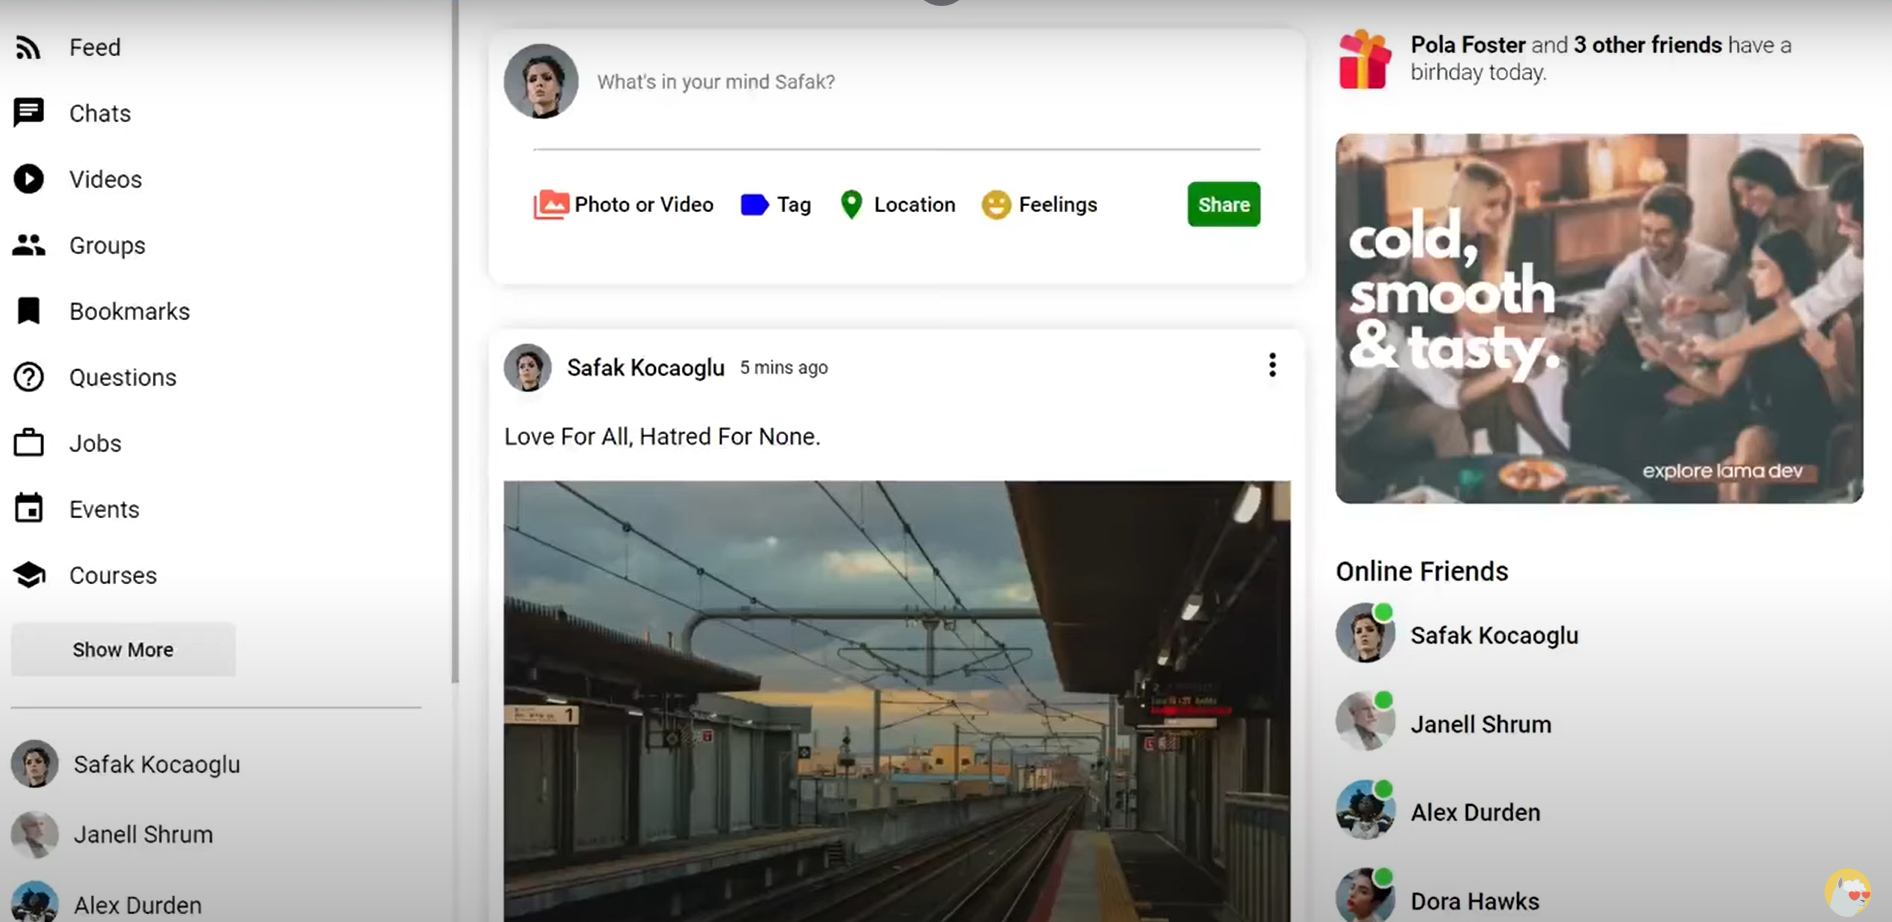 Feed
Chats
Videos
Groups
Bookmarks
Questions
Jobs
Events
Courses
Show More
Safak Kocaoglu
Janell Shrum
Alex Durden
What's in your mind Safak?
Photo or Video
Tag
Location
Feelings
Share
Safak Kocaoglu 5 mins ago
Love For All, Hatred For None.
1
Pola Foster and 3 other friends have a
birhday today.
cold,
smooth
& tasty.
explore lama dev
Online Friends
Safak Kocaoglu
Janell Shrum
Alex Durden
Dora Hawks